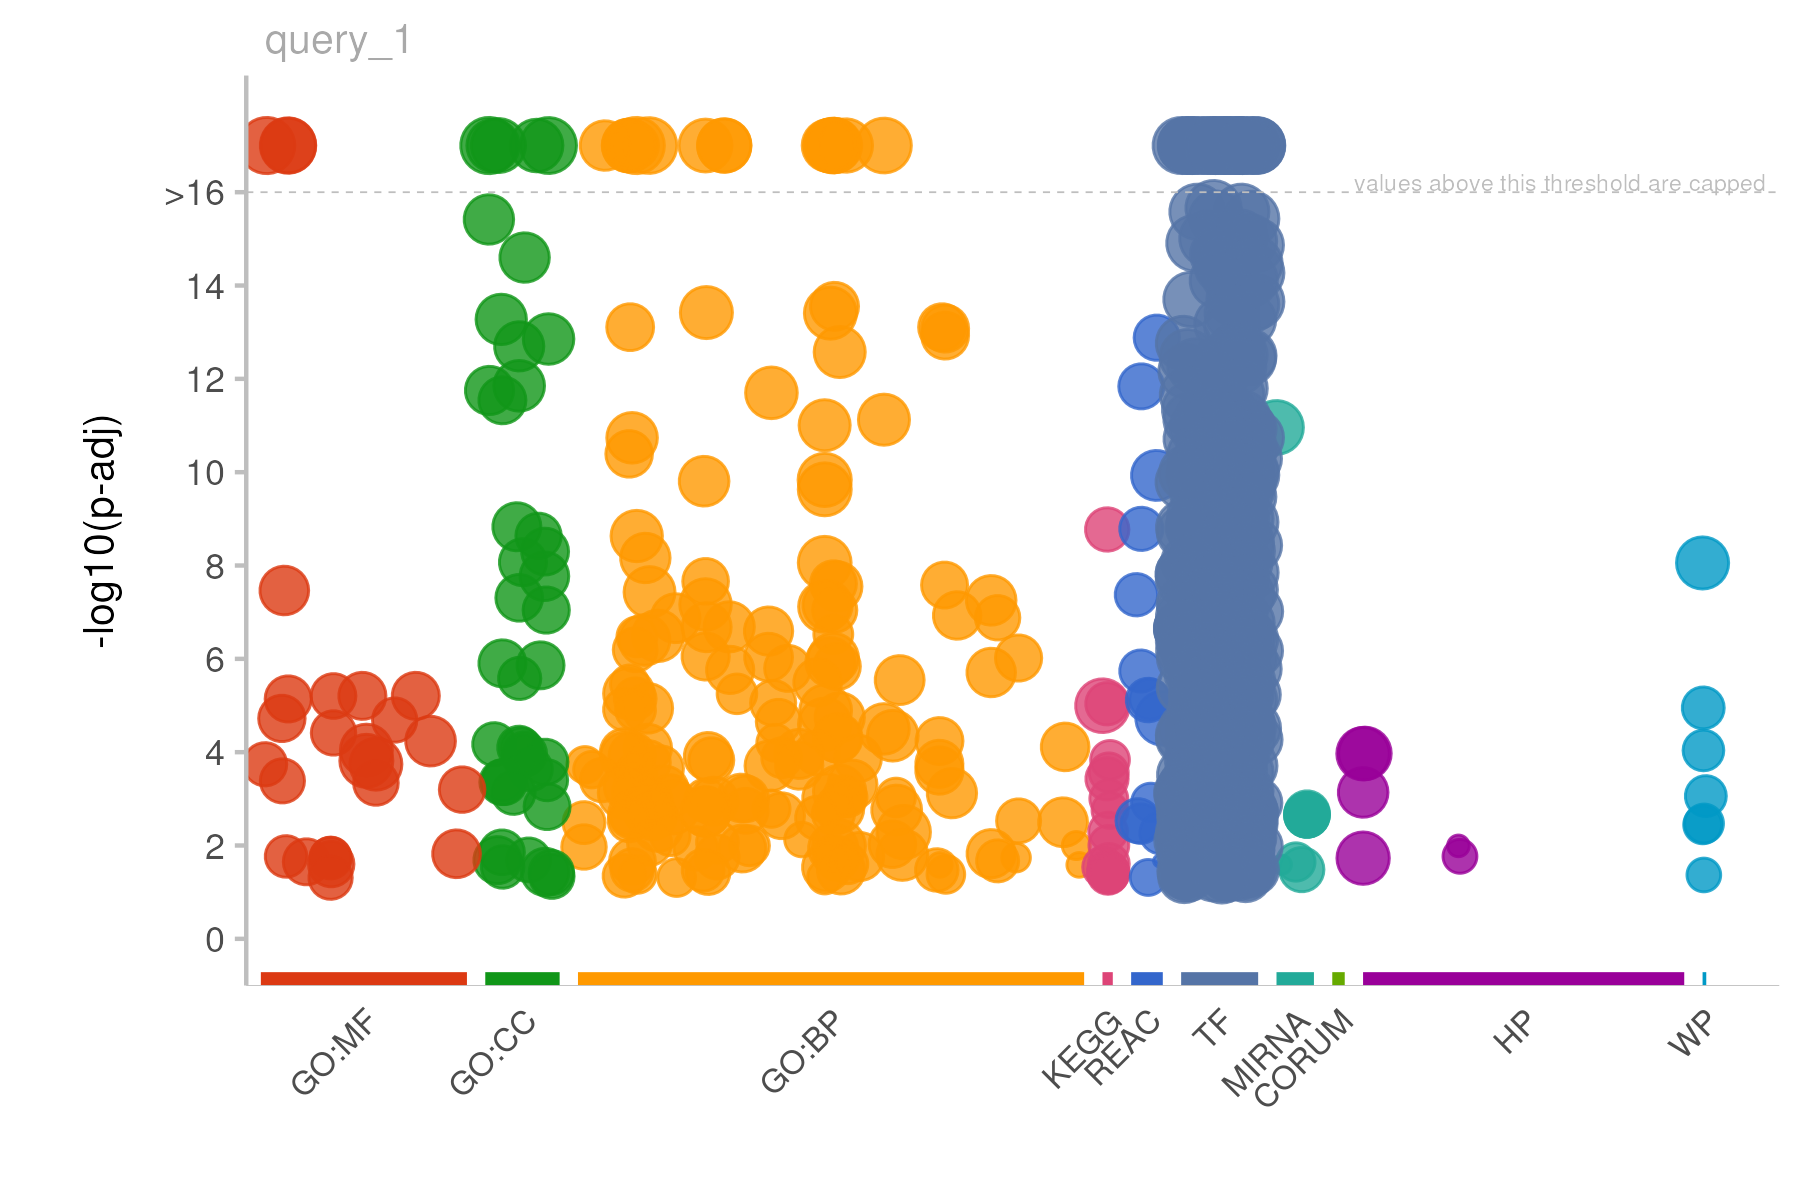 query_1
values above this threshold are capped
>16
14
12
10
8
6
4
2
0
-log10(p-adj)
GO:MF
GO:CC
GO:BP
KEGG
REAC
TF
MIRNA
CORUM
HP
WP